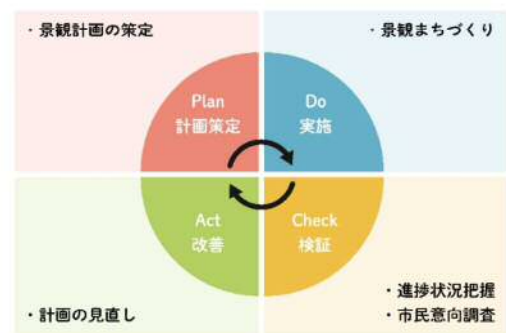 ・景観計画の策定
・景観まちづくり
Plan
計画策定
Do
実施
Act
改善
Check
検証
・計画の見直し
・進捗状況把握
・市民意向調査